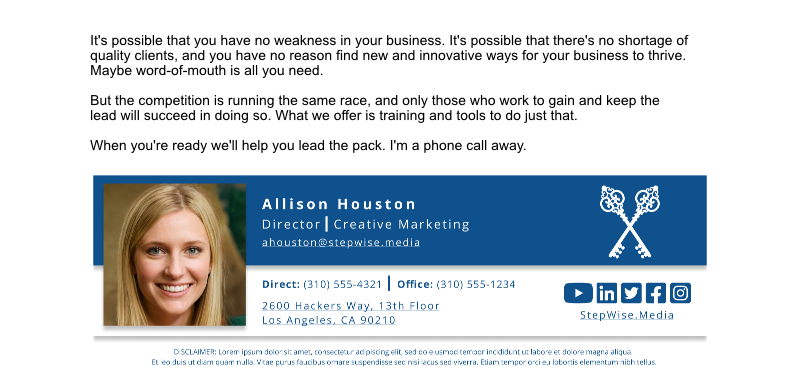 It's possible that you have no weakness in your business. It's possible that there's no shortage of
quality clients, and you have no reason find new and innovative ways for your business to thrive.
Maybe word-of-mouth is all you need.
But the competition is running the same race, and only those who work to gain and keep the
lead will succeed in doing so. What we offer is training and tools to do just that.
When you're ready we'll help you lead the pack. I'm a phone call away.
Allison Houston
Director | Creative Marketing
ahouston@stepwise.media
Direct: (310) 555-4321 | Office: (310) 555-1234
2600 Hackers Way, 13th Floor
Los Angeles, CA 90210
StepWise.Media
DISCLAIMER: Lorem ipsum dolor sit amet, consectetur adipiscing elit, sed do eiusmod tempor incididunt ut labore et dolore magna aliqua.
Et leo duis ut diam quam nulla. Vitae purus faucibus ornare suspendisse sed nisi lacus sed viverra. Etiam tempor orci eu lobortis elementum nibh tellus.